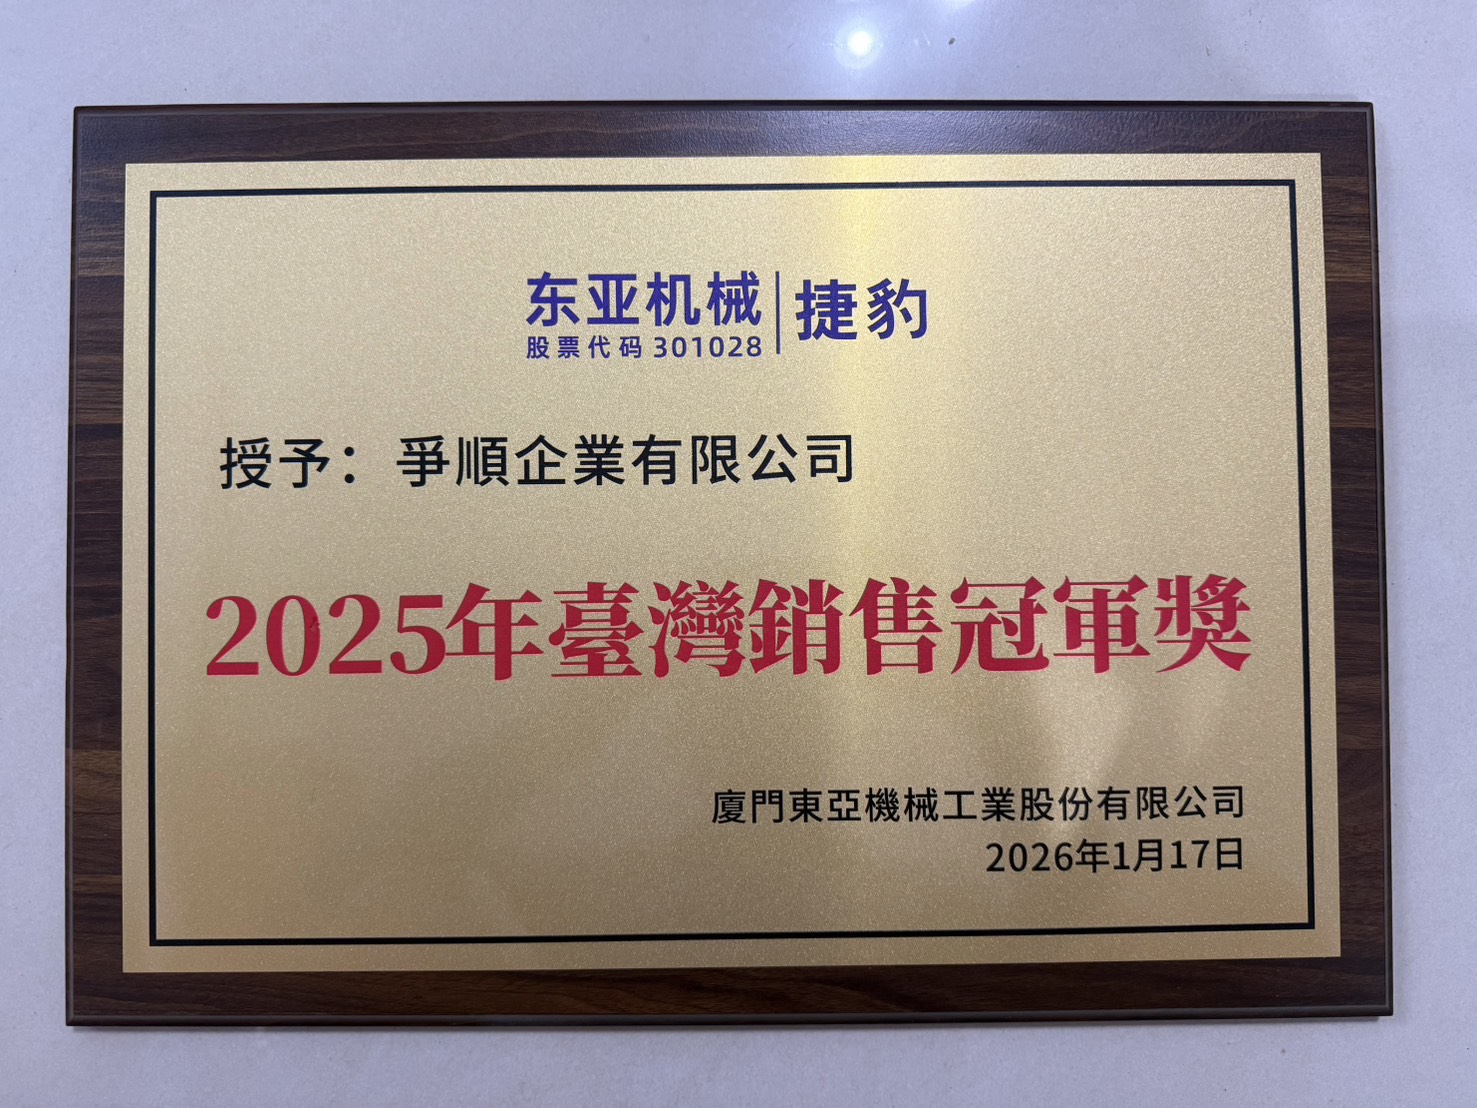 东亚机械 捷豹
股票代码 301028
授予：爭順企業有限公司
2025年臺灣銷售冠軍獎
廈門東亞機械工業股份有限公司
2026年1月17日